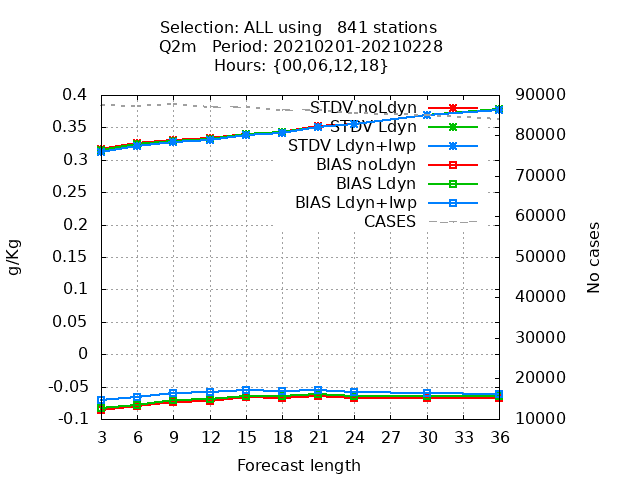 Selection: ALL using 841 stations
Q2m Period: 20210201-20210228
Hours: {00,06,12,18}
0.4
0.35
0.3
0.25
0.2
0.15
0.1
0.05
0
-0.05
-0.1
g/Kg
STDV noLdyn
STDV Ldyn
STDV Ldyn+lwp
BIAS noLdyn
BIAS Ldyn
BIAS Ldyn+lwp
CASES
90000
80000
70000
60000
50000
40000
30000
20000
10000
No cases
3 6 9 12 15 18 21 24 27 30 33 36
Forecast length